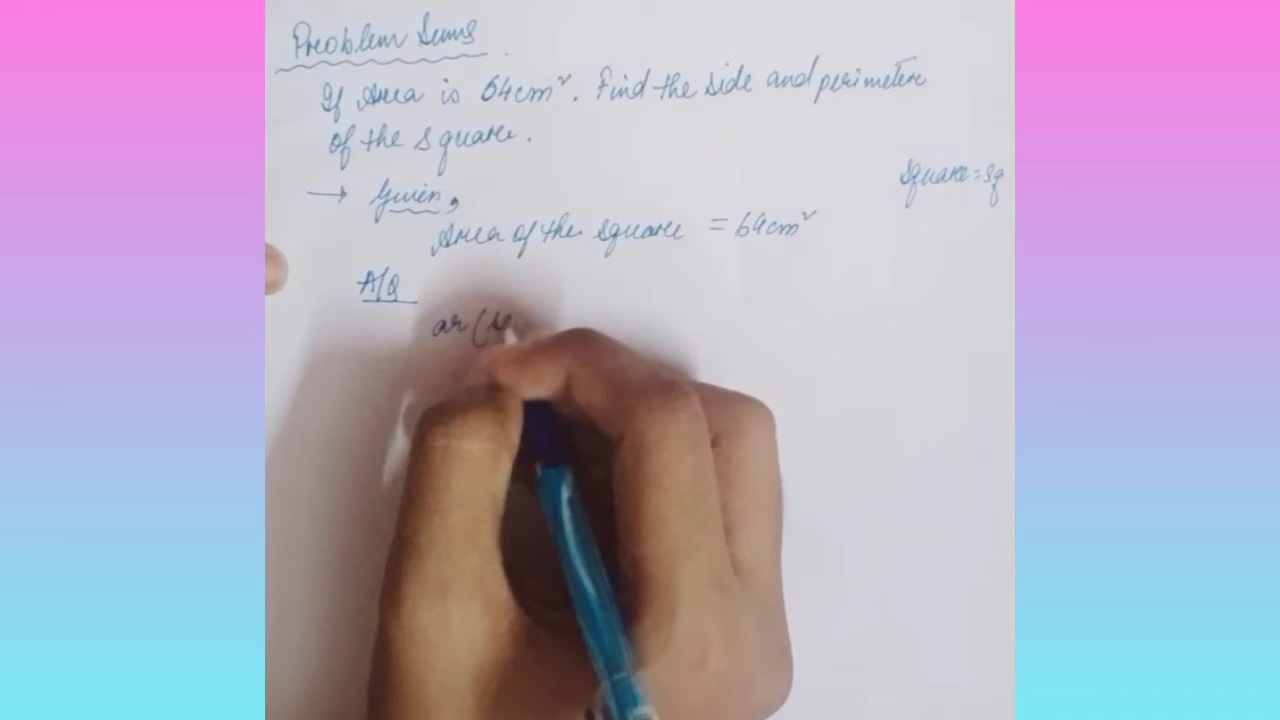 Problem Sums
If Area is 64cm². Find the side and perimeter
of the square.
→ Given,
Square = sq
Area of the square = 64cm²
A/Q
ar (sq